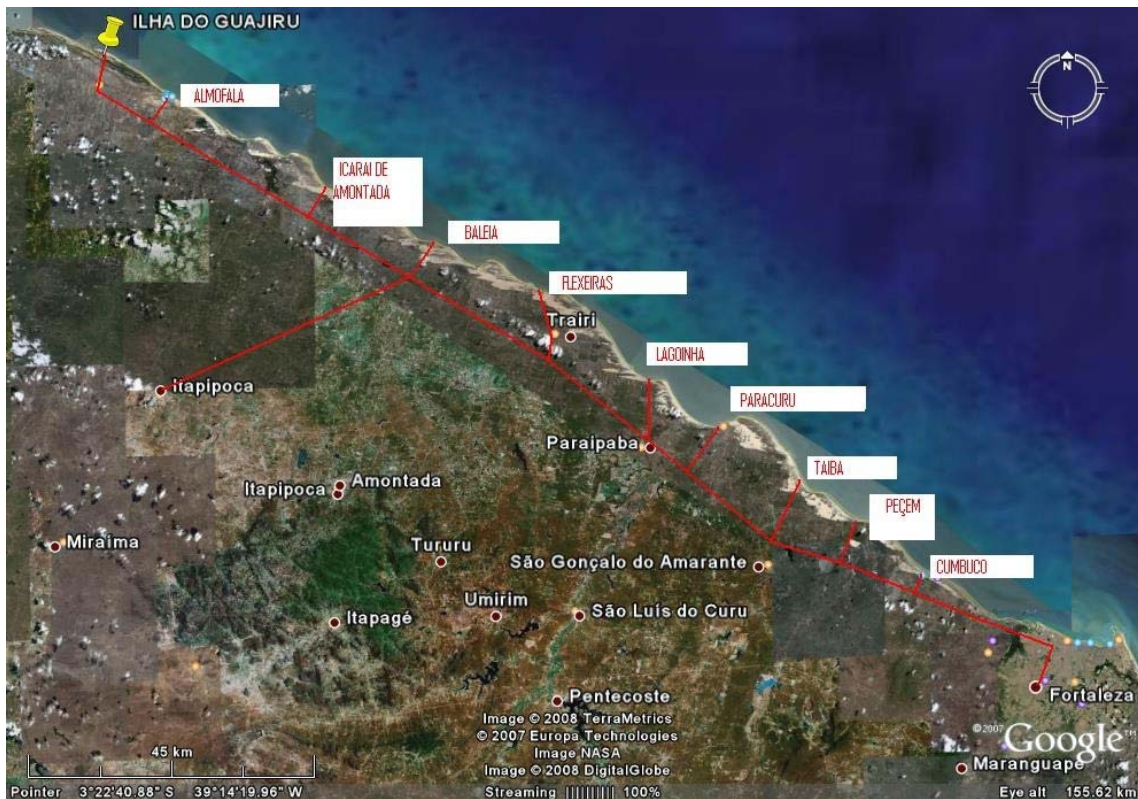 ILHA DO GUAJIRU
N
ALMOFALA
ICARAI DE
AMONTADA
BALEIA
FLEXEIRAS
Trairi
LAGOINHA
Itapipoca
PARACURU
Paraipaba
TAIBA
Amontada
Itapipoca
PEÇEM
Miraíma
Tururu
São Gonçalo do Amarante
CUMBUCO
Umirim
São Luís do Curu
Itapagé
Pentecoste
Fortaleza
Image © 2008 TerraMetrics
© 2007 Europa Technologies
Image NASA
Image © 2008 DigitalGlobe
©2007 Google™
45 km
Maranguape
Pointer 3°22'40.88" S 39°14'19.96" W
Streaming |||||||||| 100%
Eye alt 155.62 km